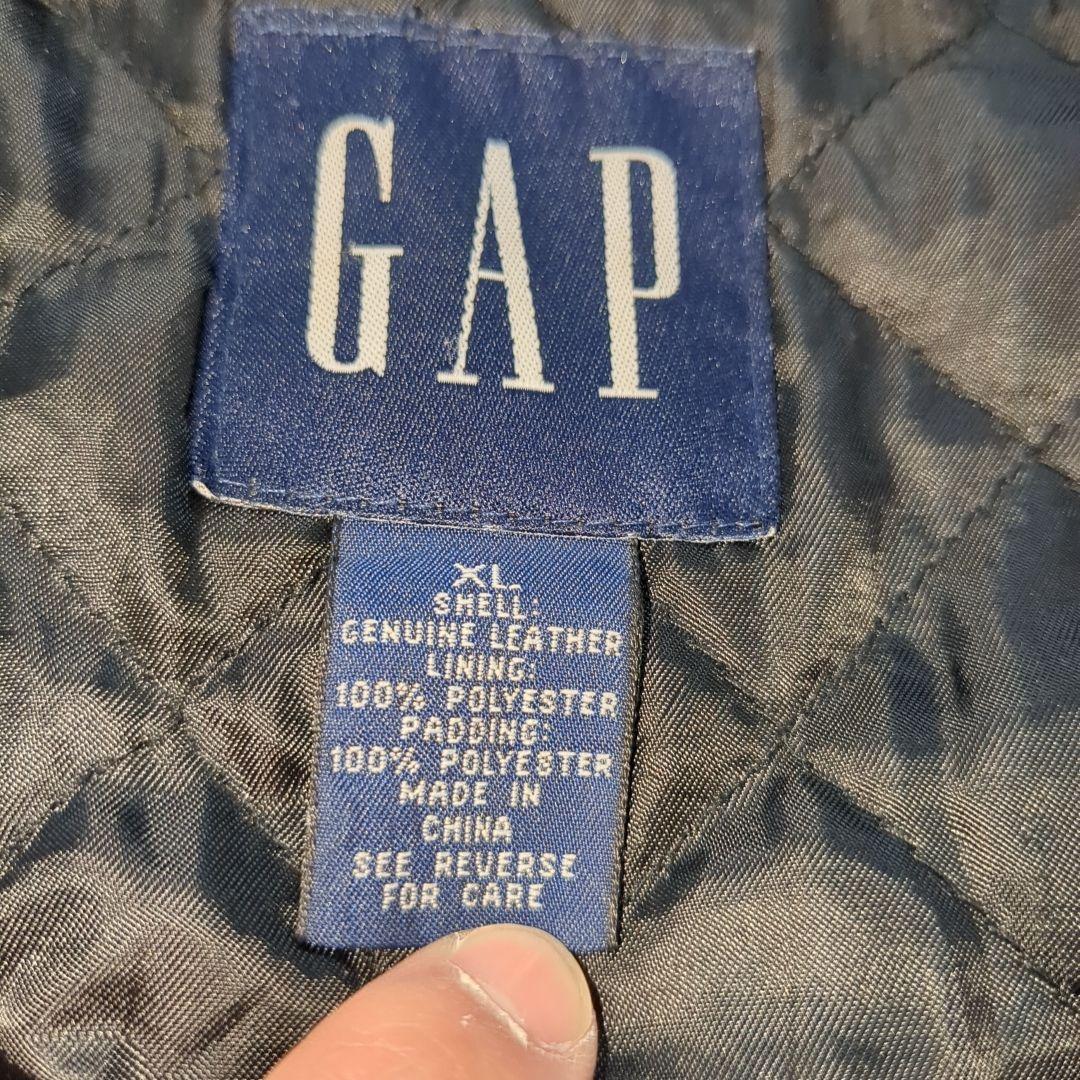 GAP
XL
SHELL:
GENUINE LEATHER
LINING:
100% POLYESTER
PADDING:
100% POLYESTER
MADE IN
CHINA
SEE REVERSE
FOR CARE